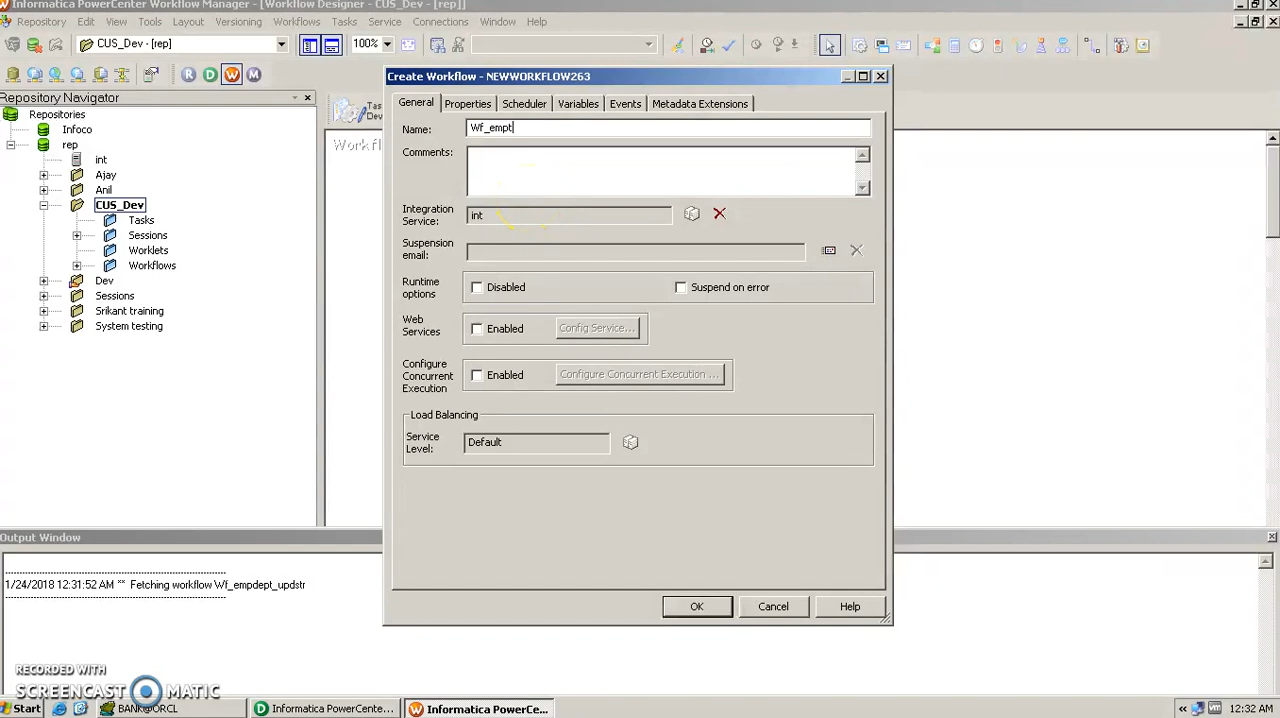 Informatica PowerCenter Workflow Manager - [Workflow Designer - CUS_Dev - [rep]]
Repository Edit View Tools Layout Versioning Workflows Tasks Service Connections Window Help
CUS_Dev - [rep] 100%
R D W M
Repository Navigator
Repositories
Infoco
rep
int
Ajay
Anil
CUS_Dev
Tasks
Sessions
Worklets
Workflows
Dev
Sessions
Srikant training
System testing
Create Workflow - NEWWORKFLOW263
General Properties Scheduler Variables Events Metadata Extensions
Name: Wf_empt
Comments:
Integration Service: int
Suspension email:
Runtime options Disabled Suspend on error
Web Services Enabled Config Service...
Configure Concurrent Execution Enabled Configure Concurrent Execution ...
Load Balancing
Service Level: Default
OK Cancel Help
Output Window
1/24/2018 12:31:52 AM ** Fetching workflow Wf_empdept_updstr
RECORDED WITH
SCREENCAST MATIC
Start BANK@ORCL D Informatica PowerCente... W Informatica PowerCe... 12:32 AM